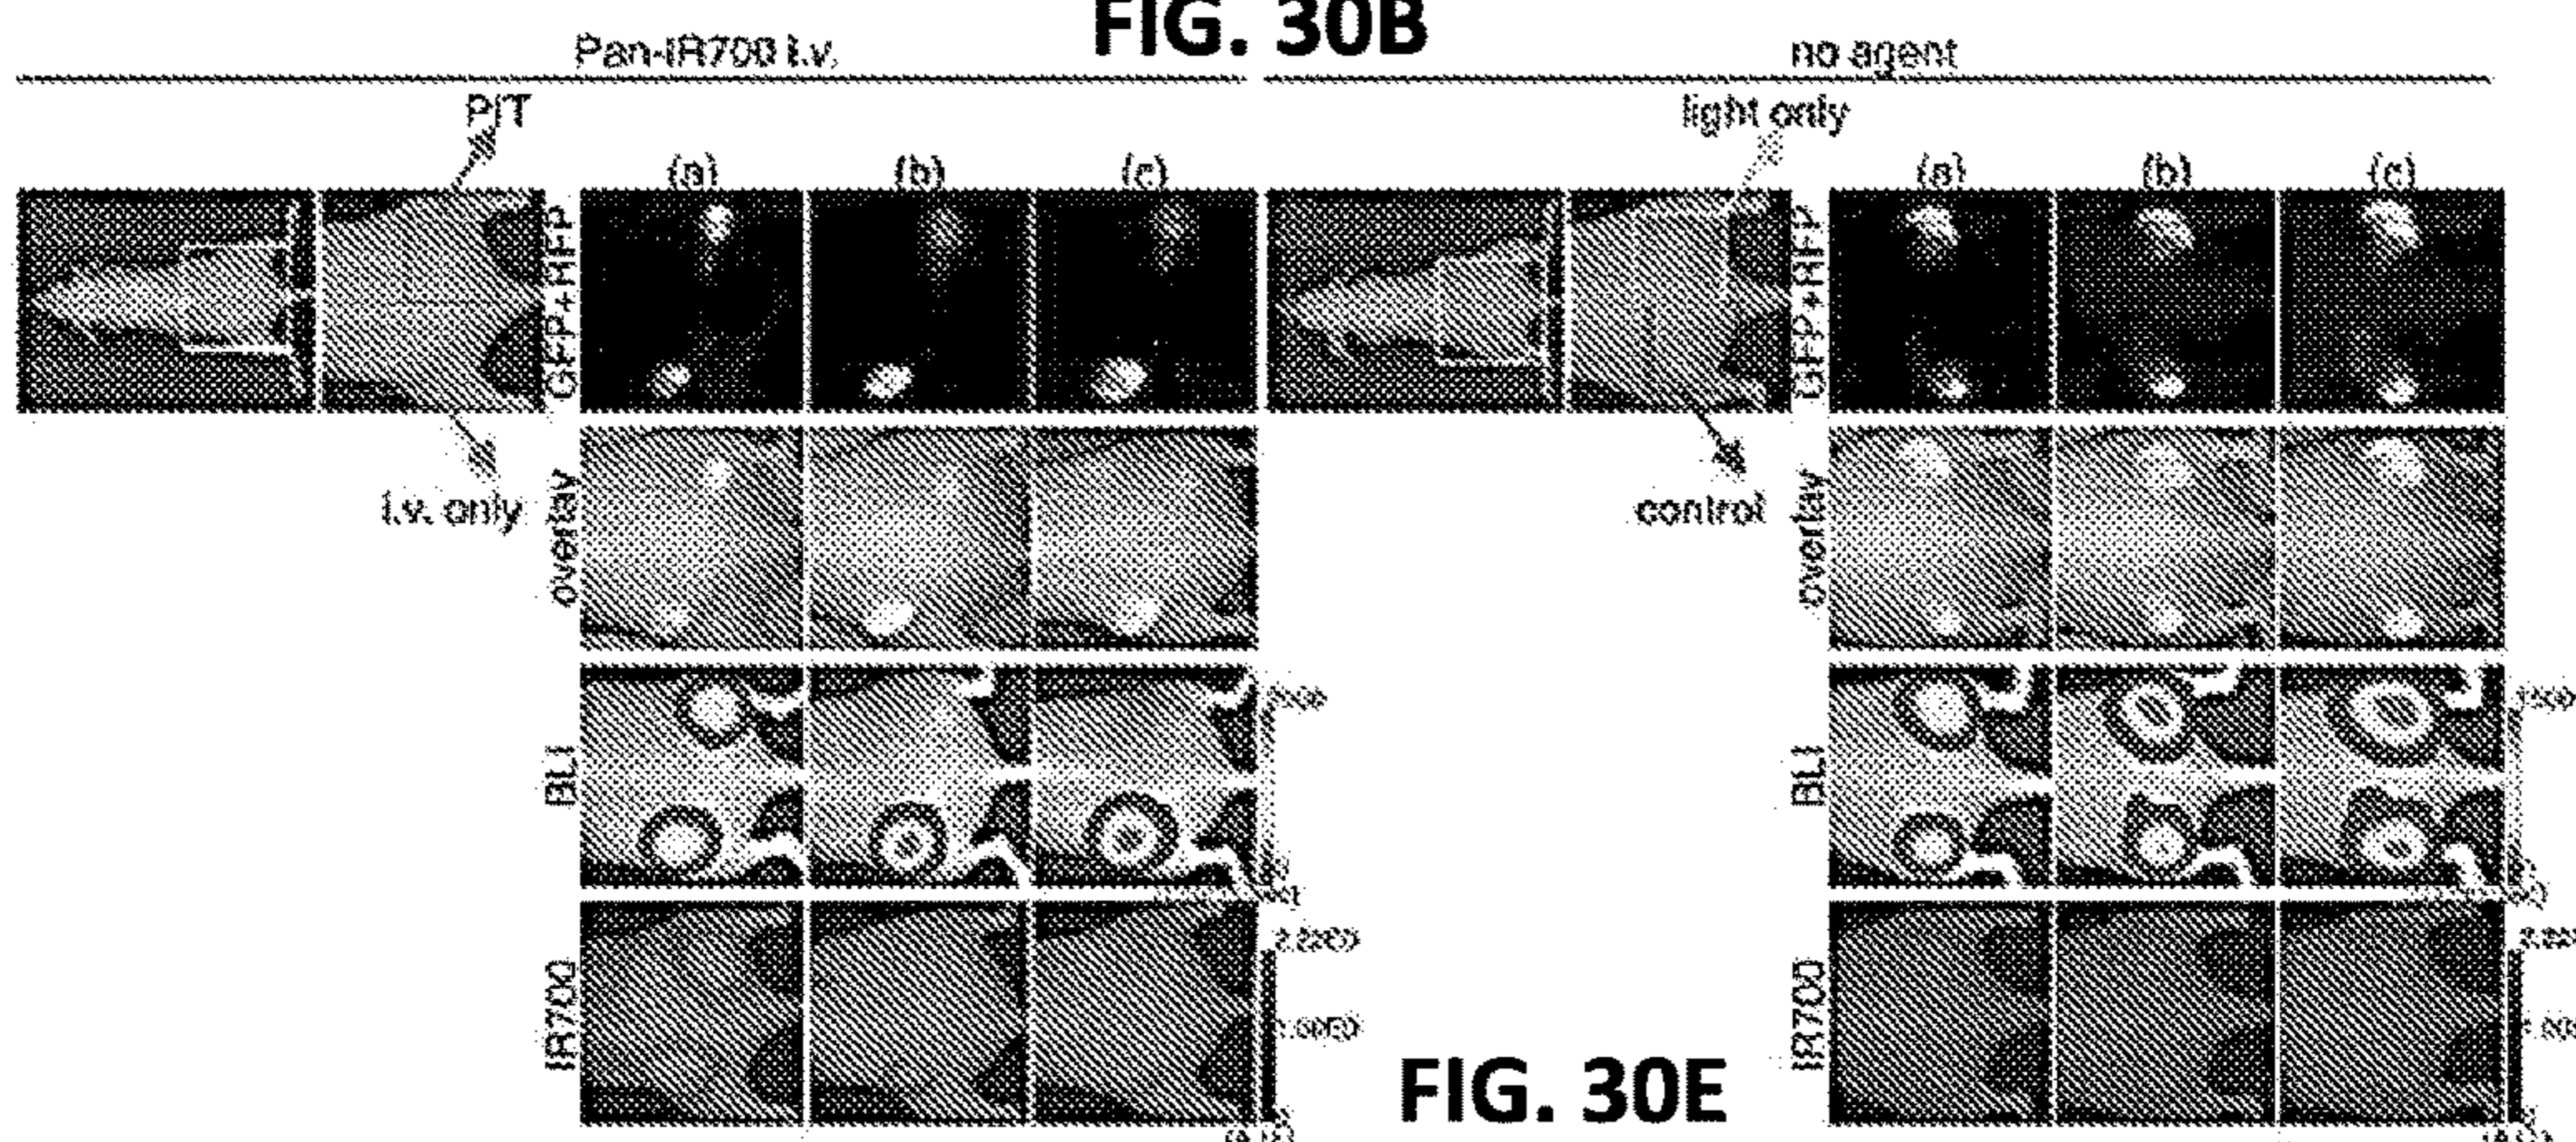 FIG. 30B
Pan-IR700 i.v.
no agent
PIT
light only
(a) (b) (c)
(a) (b) (c)
GFP+RFP
GFP+RFP
i.v. only
control
overlay
overlay
BLI
BLI
IR700
IR700
FIG. 30E